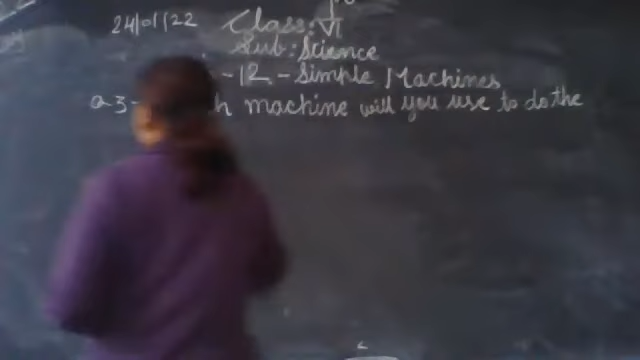 24/01/22 Class: VI
Sub: Science
-12 - Simple Machines
Q3- h machine will you use to do the